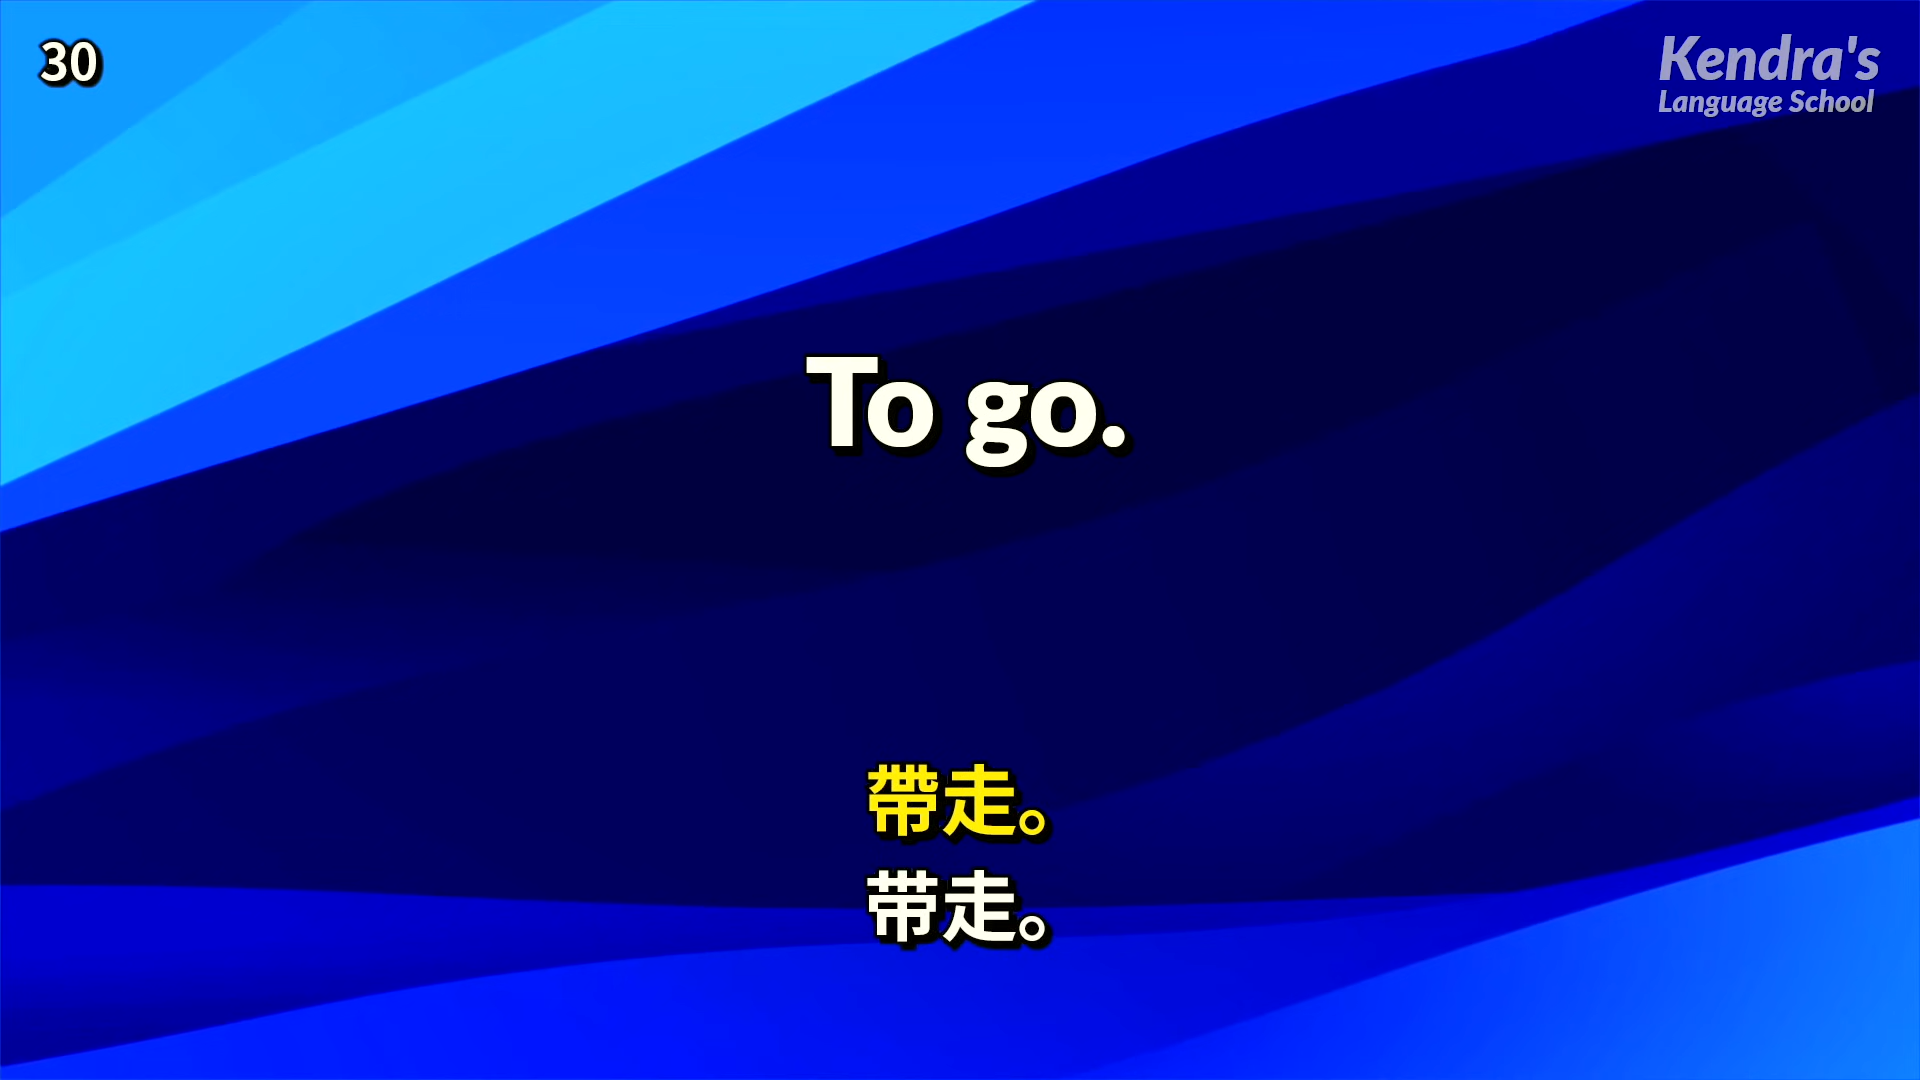 30
Kendra's
Language School
To go.
帶走。
带走。